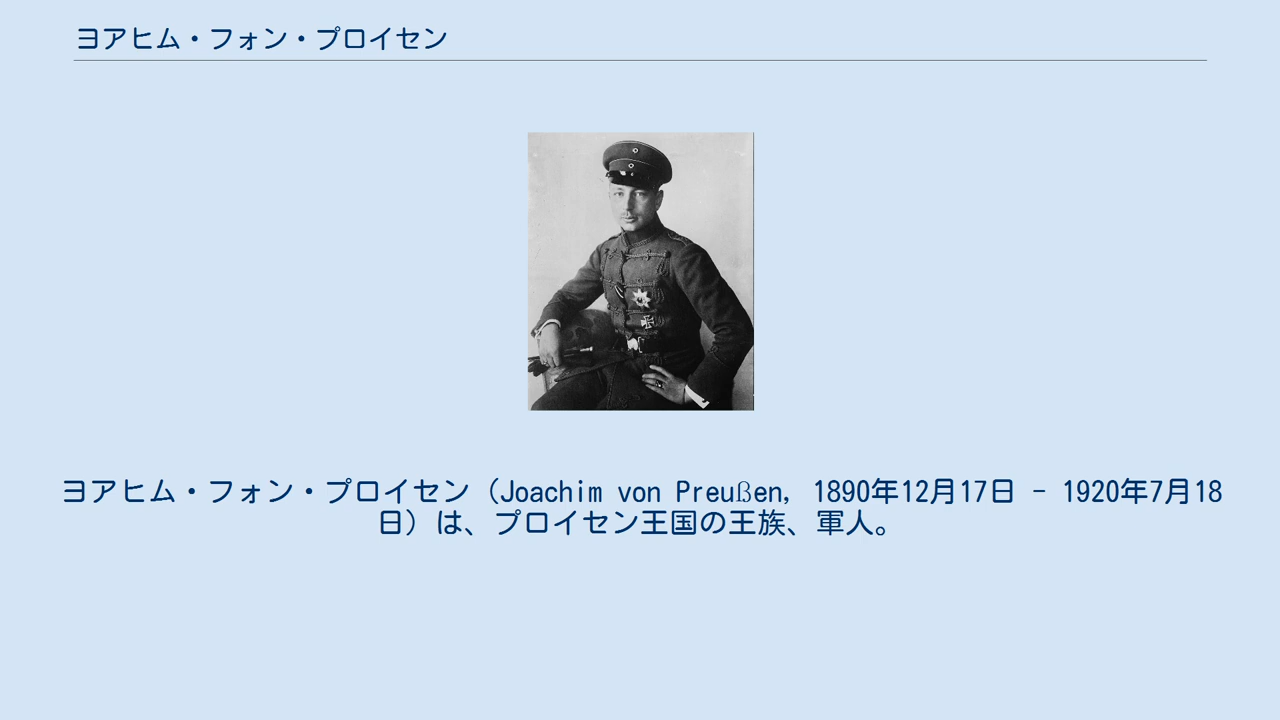 ヨアヒム・フォン・プロイセン
ヨアヒム・フォン・プロイセン（Joachim von Preußen, 1890年12月17日 - 1920年7月18
日）は、プロイセン王国の王族、軍人。